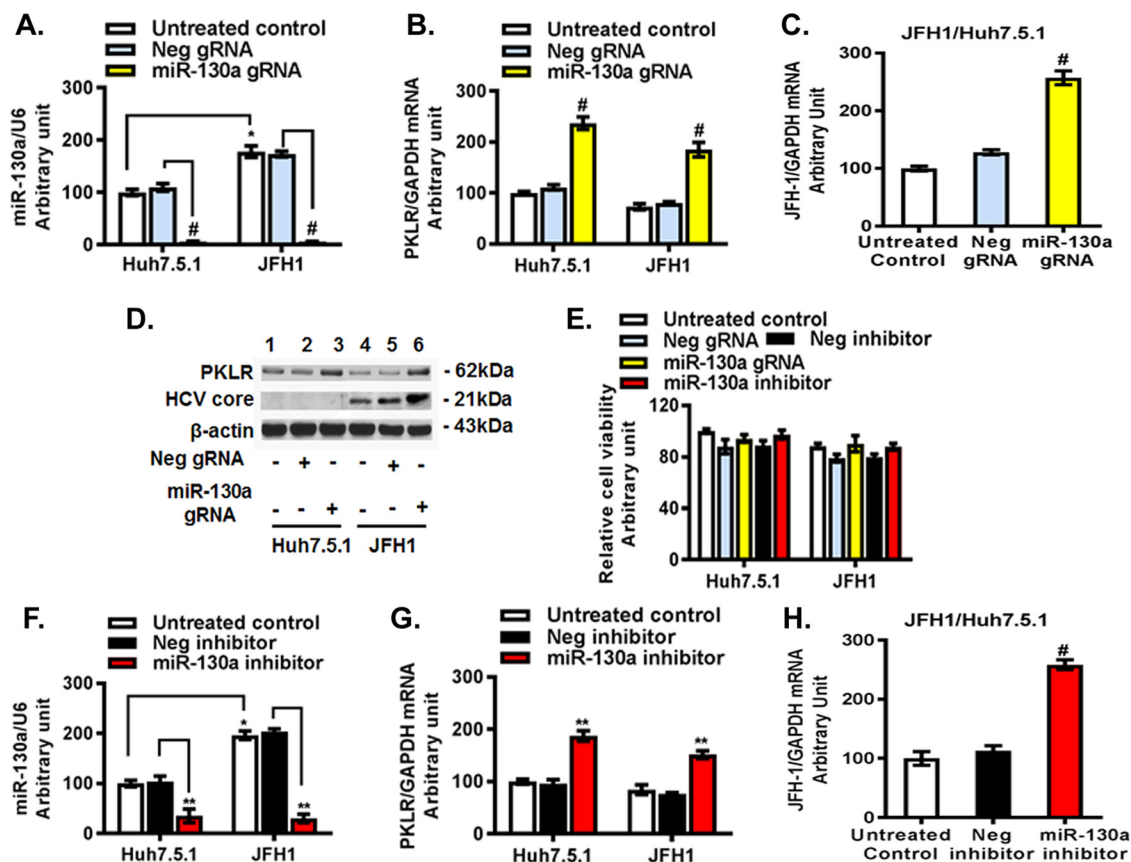 A.
Untreated control
Neg gRNA
miR-130a gRNA
miR-130a/U6
Arbitrary unit
300
200
100
0
*
#
#
Huh7.5.1
JFH1
B.
Untreated control
Neg gRNA
miR-130a gRNA
PKLR/GAPDH mRNA
Arbitrary unit
300
200
100
0
#
#
Huh7.5.1
JFH1
C.
JFH1/Huh7.5.1
JFH-1/GAPDH mRNA
Arbitrary Unit
300
200
100
0
#
Untreated
Control
Neg
gRNA
miR-130a
gRNA
D.
1 2 3 4 5 6
PKLR - 62kDa
HCV core - 21kDa
β-actin - 43kDa
Neg gRNA - + - - + -
miR-130a
gRNA - - + - - +
Huh7.5.1 JFH1
E.
Untreated control
Neg gRNA
Neg inhibitor
miR-130a gRNA
miR-130a inhibitor
Relative cell viability
Arbitrary unit
120
80
40
0
Huh7.5.1
JFH1
F.
Untreated control
Neg inhibitor
miR-130a inhibitor
miR-130a/U6
Arbitrary unit
300
200
100
0
*
**
**
Huh7.5.1
JFH1
G.
Untreated control
Neg inhibitor
miR-130a inhibitor
PKLR/GAPDH mRNA
Arbitrary unit
300
200
100
0
**
**
Huh7.5.1
JFH1
H.
JFH1/Huh7.5.1
JFH-1/GAPDH mRNA
Arbitrary Unit
300
200
100
0
#
Untreated
Control
Neg
inhibitor
miR-130a
inhibitor